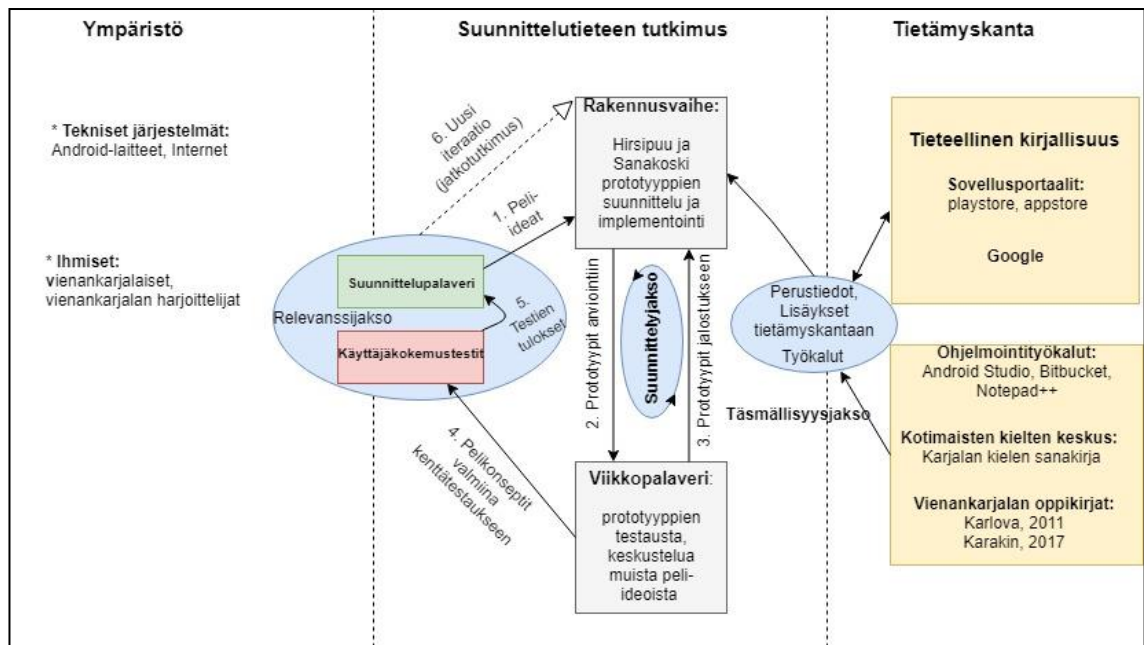 Ympäristö
Suunnittelutieteen tutkimus
Tietämyskanta
* Tekniset järjestelmät:
Android-laitteet, Internet
* Ihmiset:
vienankarjalaiset,
vienankarjalan harjoittelijat
6. Uusi
iteraatio
(jatkotutkimus)
1. Peli-
ideat
Relevanssijakso
Suunnittelupalaveri
Käyttäjäkokemustestit
5.
Testien
tulokset
4. Pelikonseptit
valmiina
kenttätestaukseen
Rakennusvaihe:
Hirsipuu ja
Sanakoski
prototyyppien
suunnittelu ja
implementointi
2. Prototyypit arviointiin
Suunnittelyjakso
3. Prototyypit jalostukseen
Viikkopalaveri:
prototyyppien
testausta,
keskustelua
muista peli-
ideoista
Perustiedot,
Lisäykset
tietämyskantaan
Työkalut
Täsmällisyysjakso
Tieteellinen kirjallisuus
Sovellusportaalit:
playstore, appstore
Google
Ohjelmointityökalut:
Android Studio, Bitbucket,
Notepad++
Kotimaisten kielten keskus:
Karjalan kielen sanakirja
Vienankarjalan oppikirjat:
Karlova, 2011
Karakin, 2017